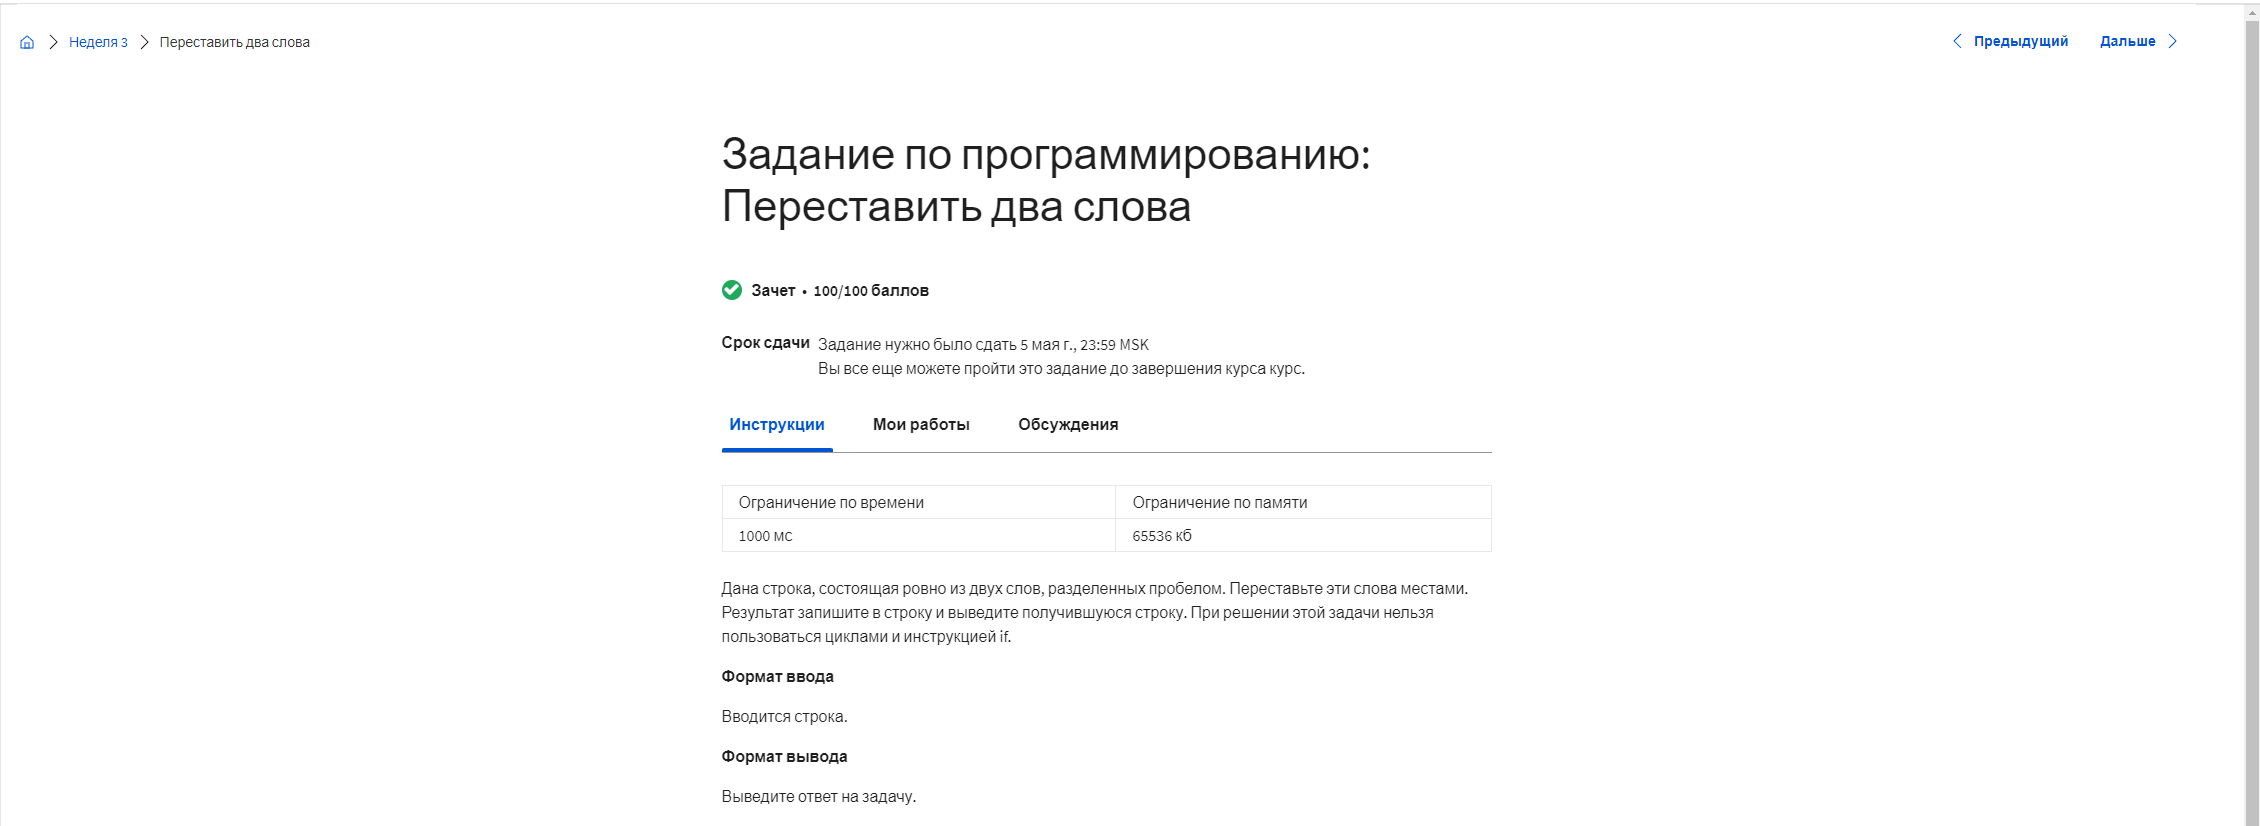 Неделя 3 Переставить два слова Предыдущий Дальше
Задание по программированию:
Переставить два слова
Зачет • 100/100 баллов
Срок сдачи Задание нужно было сдать 5 мая г., 23:59 MSK
Вы все еще можете пройти это задание до завершения курса курс.
Инструкции Мои работы Обсуждения
Ограничение по времени Ограничение по памяти
1000 мс 65536 кб
Дана строка, состоящая ровно из двух слов, разделенных пробелом. Переставьте эти слова местами.
Результат запишите в строку и выведите получившуюся строку. При решении этой задачи нельзя
пользоваться циклами и инструкцией if.
Формат ввода
Вводится строка.
Формат вывода
Выведите ответ на задачу.